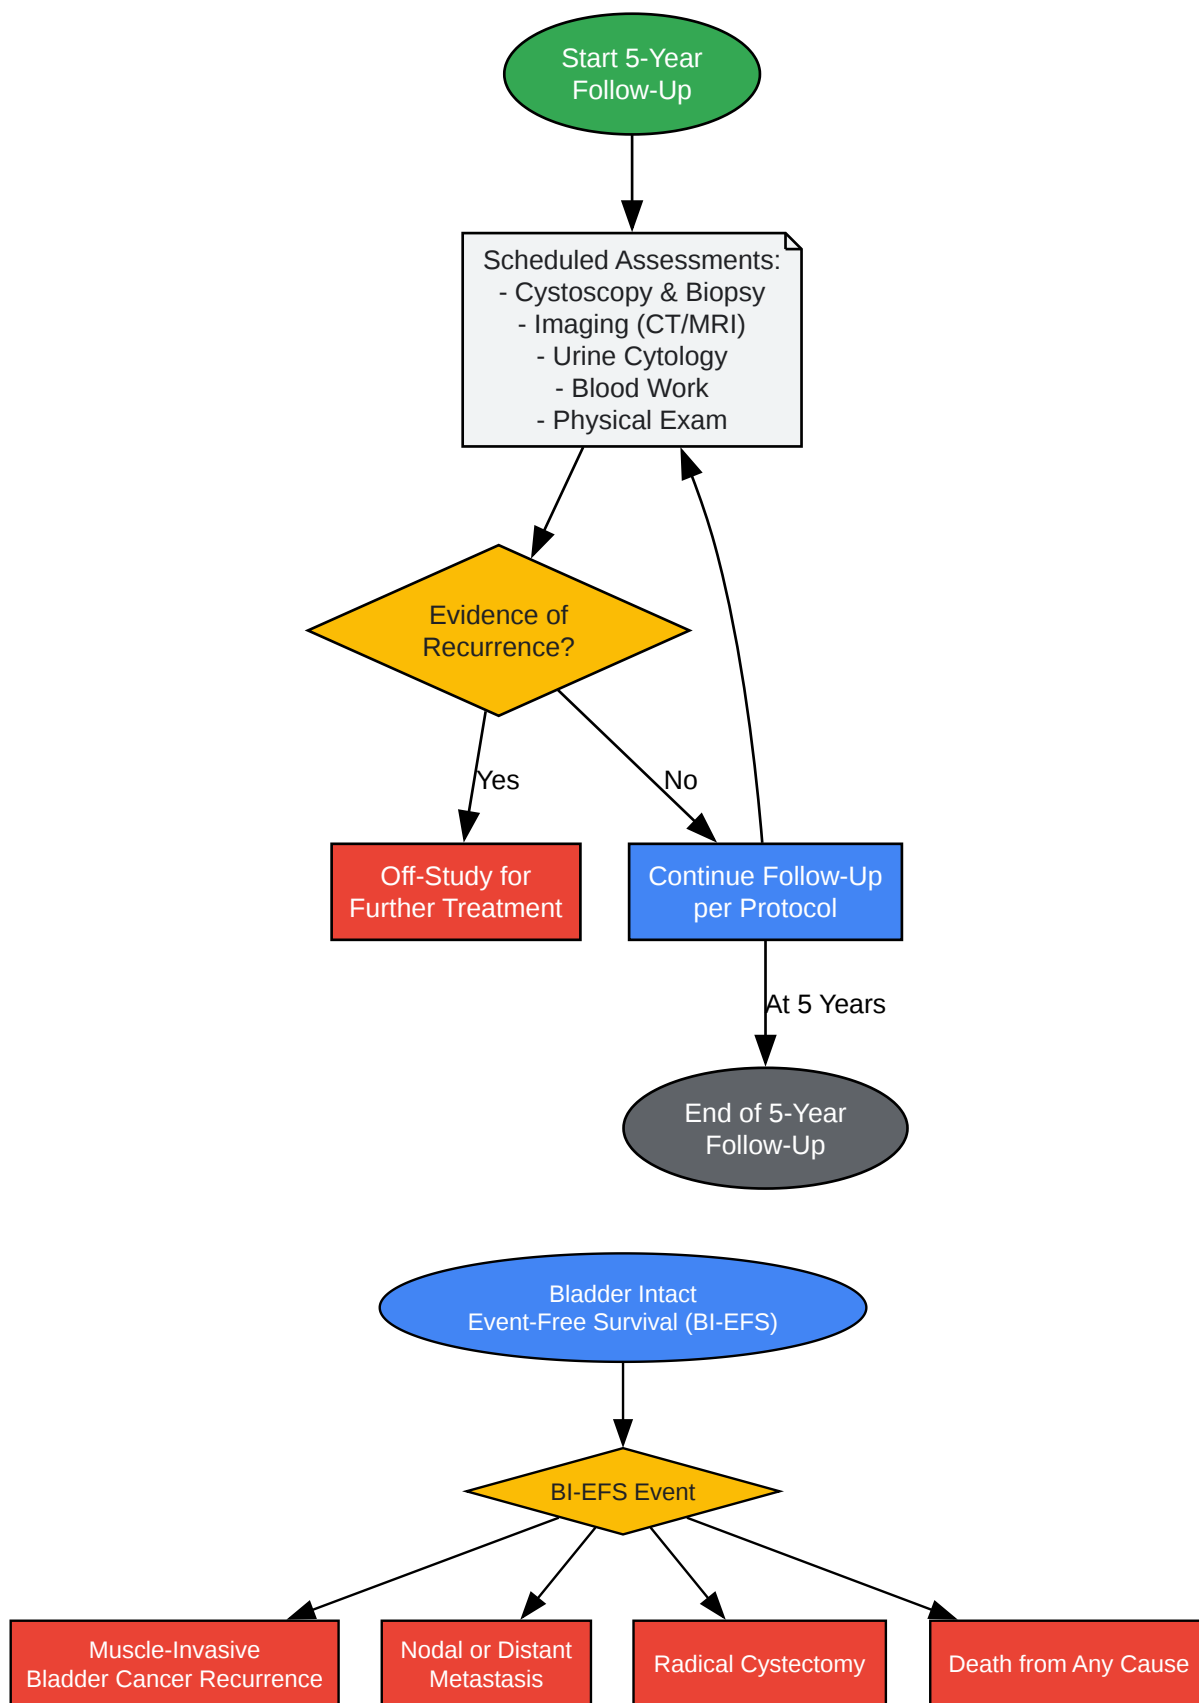 Start 5-Year
Follow-Up
Scheduled Assessments:
- Cystoscopy & Biopsy
- Imaging (CT/MRI)
- Urine Cytology
- Blood Work
- Physical Exam
Evidence of
Recurrence?
Yes
No
Off-Study for
Further Treatment
Continue Follow-Up
per Protocol
At 5 Years
End of 5-Year
Follow-Up
Bladder Intact
Event-Free Survival (BI-EFS)
BI-EFS Event
Muscle-Invasive
Bladder Cancer Recurrence
Nodal or Distant
Metastasis
Radical Cystectomy
Death from Any Cause